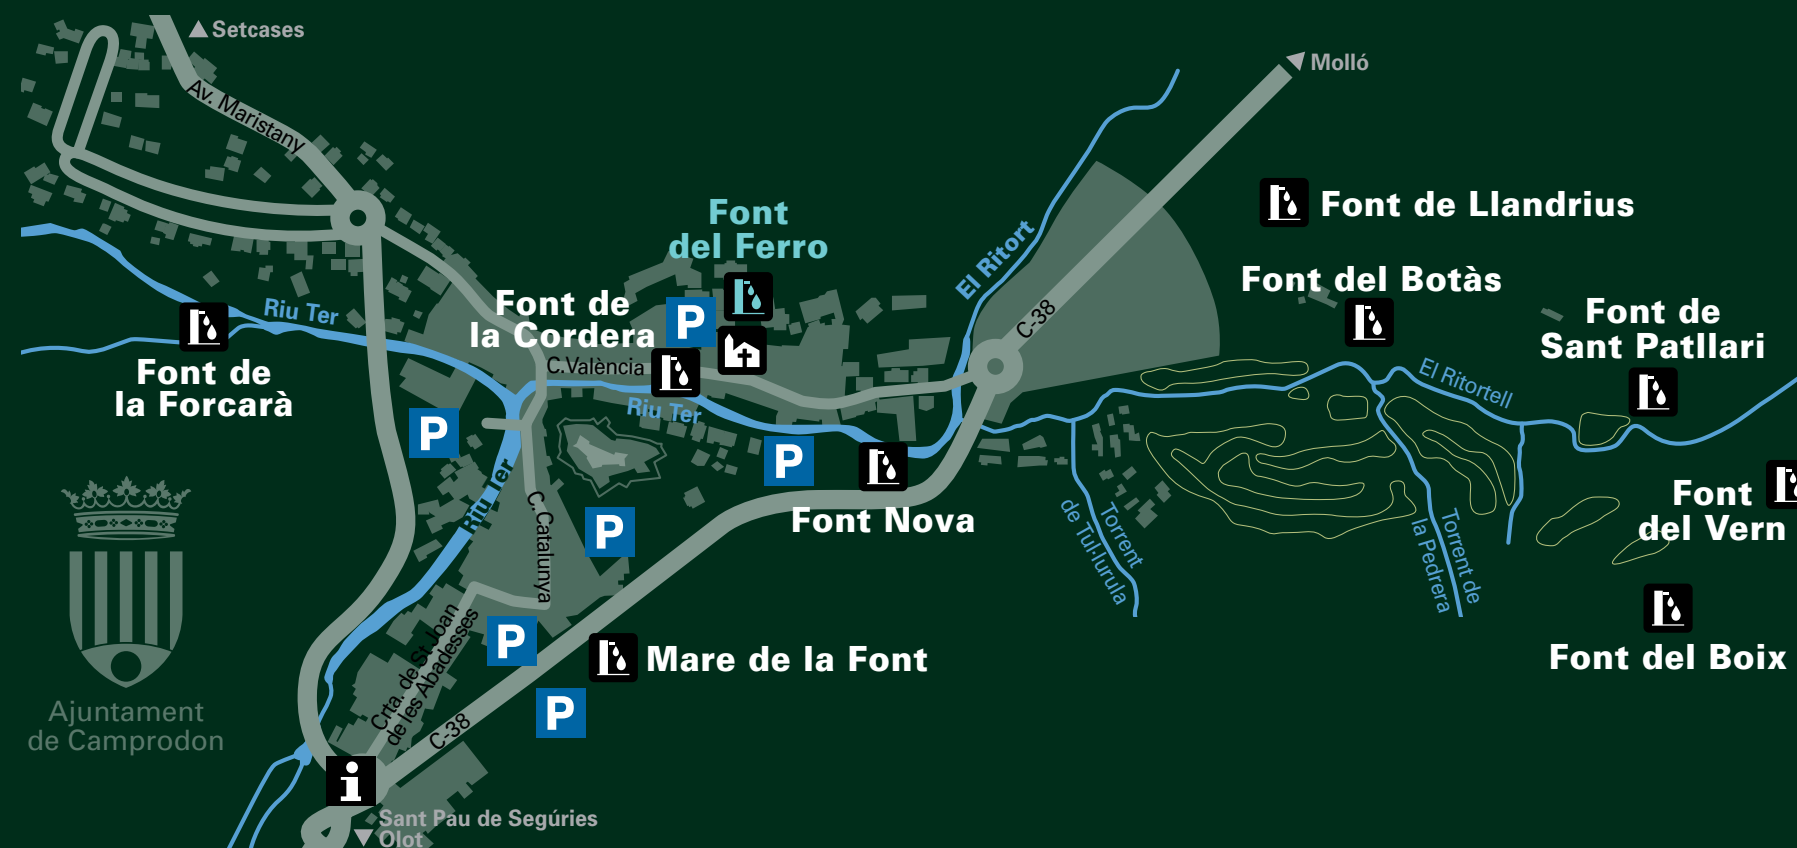 Setcases
Molló
Av. Maristany
Font de Llandrius
Font
del Ferro
El Ritort
Font del Botàs
Riu Ter
Font de
la Cordera
P
C-38
Font de
Sant Patllari
C.València
Font de
la Forcarà
El Ritortell
Riu Ter
P
P
Riu Ter
C. Catalunya
Font Nova
Torrent
de Tul·lurula
Torrent de
la Pedrera
Font
del Vern
P
P
Crta. de St. Joan
de les Abadesses
Mare de la Font
Font del Boix
P
C-38
Ajuntament
de Camprodon
i
Sant Pau de Segúries
Olot